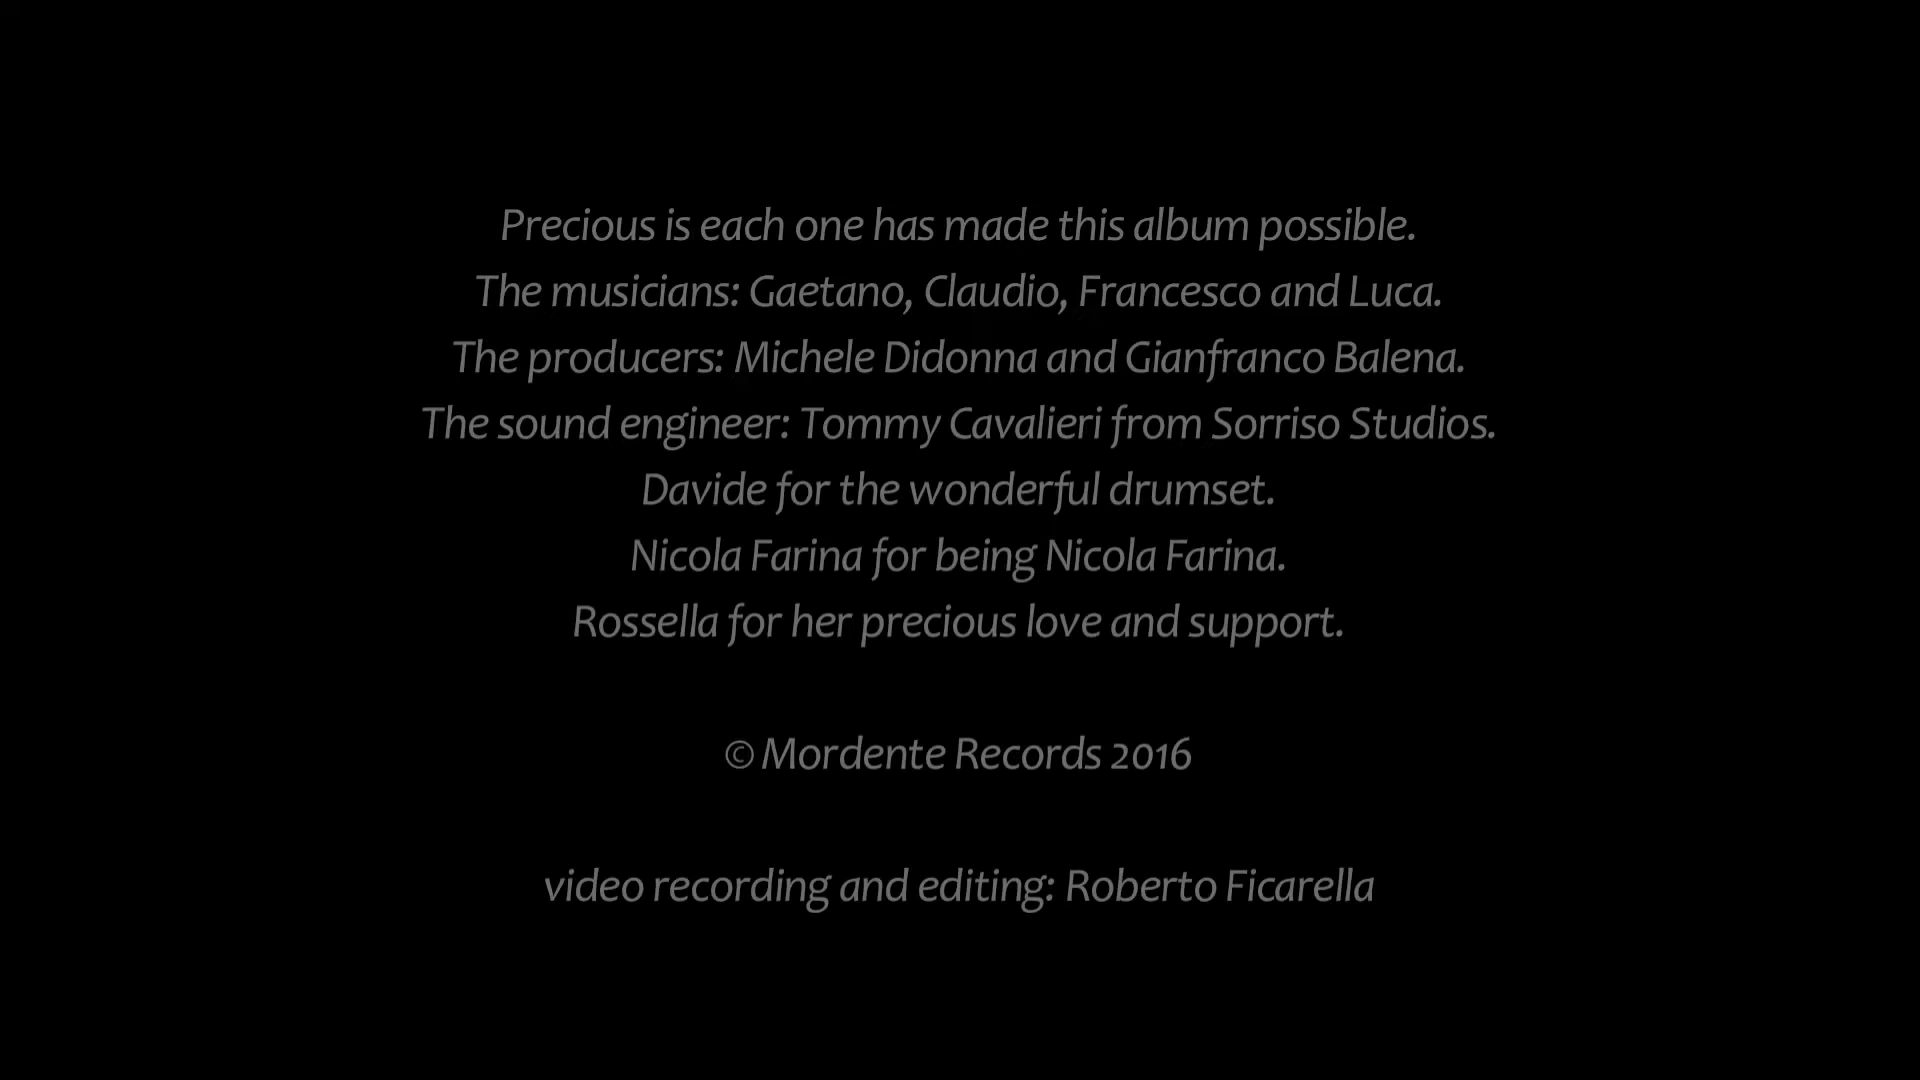 Precious is each one has made this album possible.
The musicians: Gaetano, Claudio, Francesco and Luca.
The producers: Michele Didonna and Gianfranco Balena.
The sound engineer: Tommy Cavalieri from Sorriso Studios.
Davide for the wonderful drumset.
Nicola Farina for being Nicola Farina.
Rossella for her precious love and support.
© Mordente Records 2016
video recording and editing: Roberto Ficarella